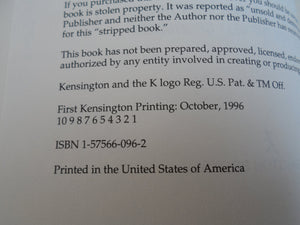 If you purchased
book is stolen property. It was reported as "unsold and
Publisher and neither the Author nor the Publisher has
for this "stripped book."
This book has not been prepared, approved, licensed,
authorized by any entity involved in creating or
Kensington and the K logo Reg. U.S. Pat. & TM Off.
First Kensington Printing: October, 1996
10 9 8 7 6 5 4 3 2 1
ISBN 1-57566-096-2
Printed in the United States of America